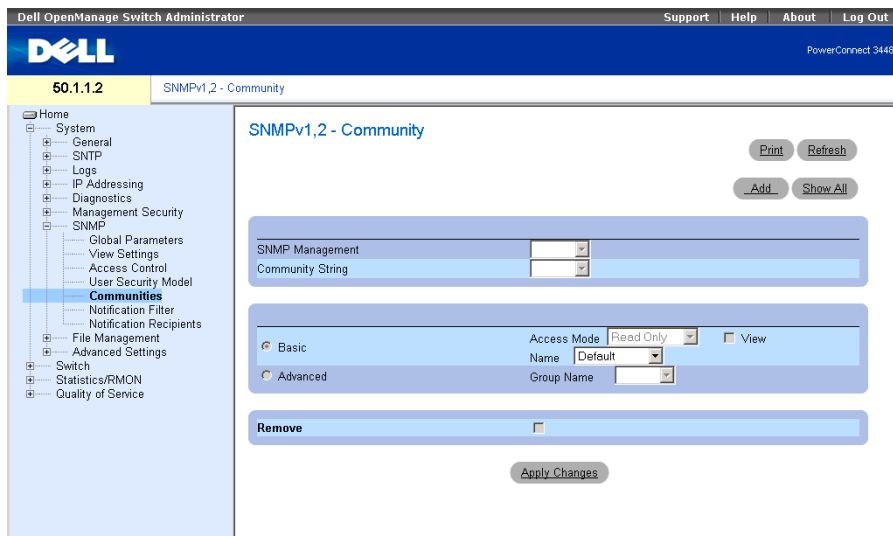 Dell OpenManage Switch Administrator
Support Help About Log Out
DELL
PowerConnect 3448
50.1.1.2
SNMPv1,2 - Community
Home
System
General
SNTP
Logs
IP Addressing
Diagnostics
Management Security
SNMP
Global Parameters
View Settings
Access Control
User Security Model
Communities
Notification Filter
Notification Recipients
File Management
Advanced Settings
Switch
Statistics/RMON
Quality of Service
SNMPv1,2 - Community
Print Refresh
Add Show All
SNMP Management
Community String
Basic
Access Mode Read Only View
Name Default
Advanced
Group Name
Remove
Apply Changes